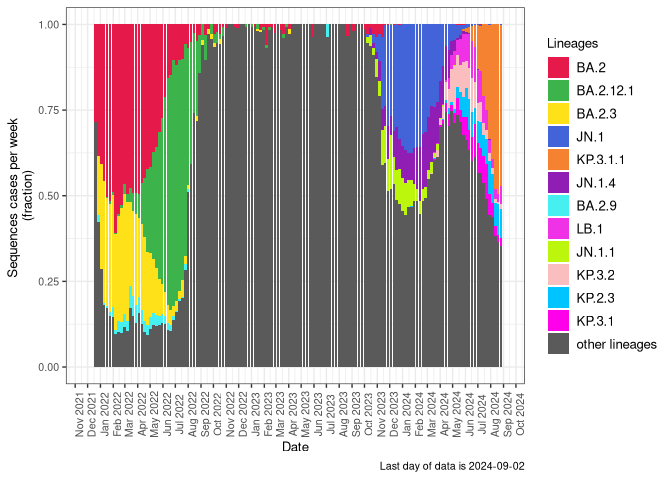 1.00
0.75
0.50
0.25
0.00
Sequences cases per week
(fraction)
Nov 2021
Dec 2021
Jan 2022
Feb 2022
Mar 2022
Apr 2022
May 2022
Jun 2022
Jul 2022
Aug 2022
Sep 2022
Oct 2022
Nov 2022
Dec 2022
Jan 2023
Feb 2023
Mar 2023
Apr 2023
May 2023
Jun 2023
Jul 2023
Aug 2023
Sep 2023
Oct 2023
Nov 2023
Dec 2023
Jan 2024
Feb 2024
Mar 2024
Apr 2024
May 2024
Jun 2024
Jul 2024
Aug 2024
Sep 2024
Oct 2024
Date
Lineages
BA.2
BA.2.12.1
BA.2.3
JN.1
KP.3.1.1
JN.1.4
BA.2.9
LB.1
JN.1.1
KP.3.2
KP.2.3
KP.3.1
other lineages
Last day of data is 2024-09-02